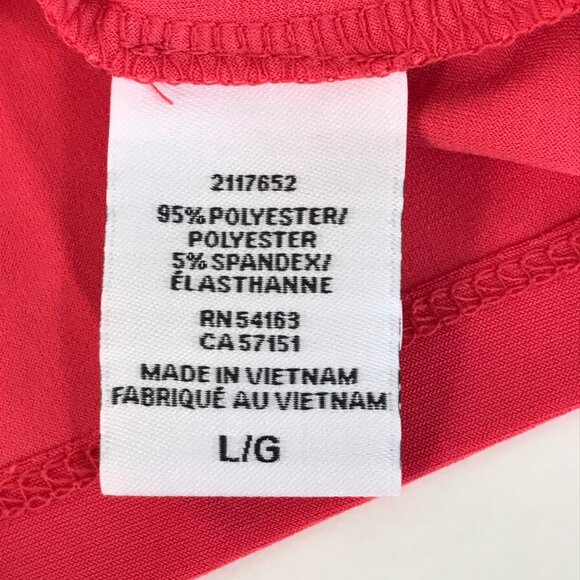 2117652
95% POLYESTER/
POLYESTER
5% SPANDEX/
ÉLASTHANNE
RN 54163
CA 57151
MADE IN VIETNAM
FABRIQUÉ AU VIETNAM
L/G